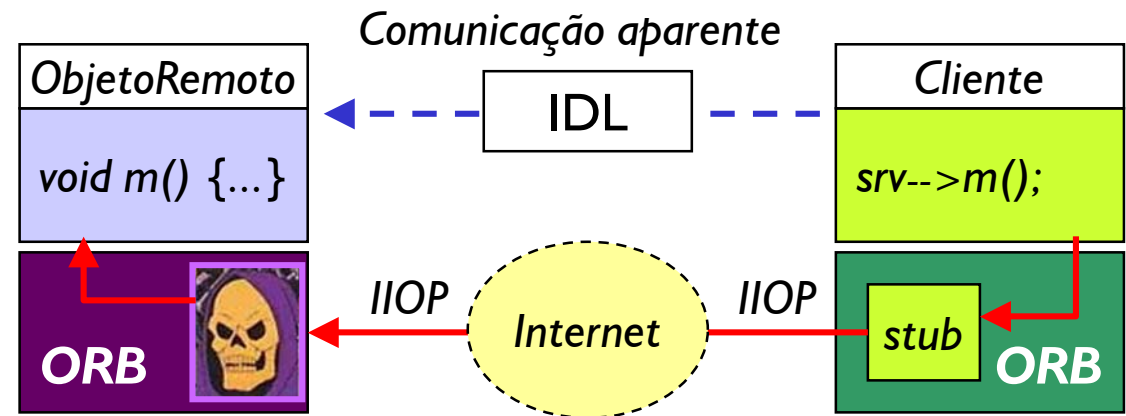 Comunicação aparente
ObjetoRemoto
IDL
Cliente
void m() {...}
srv-->m();
IIOP
Internet
IIOP
stub
ORB
ORB